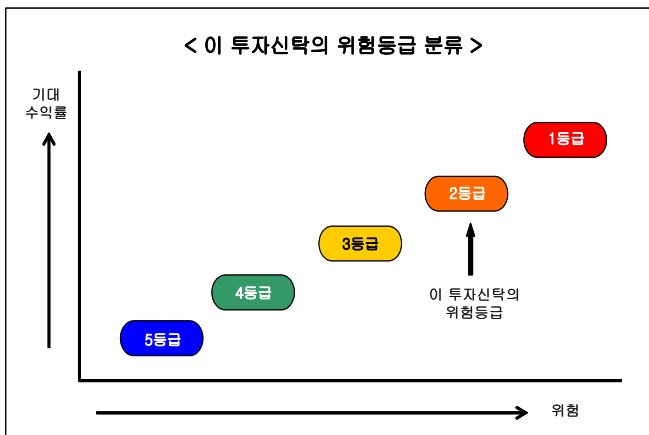 < 이 투자신탁의 위험등급 분류 >
기대
수익률
1등급
2등급
3등급
4등급
이 투자신탁의
위험등급
5등급
위험